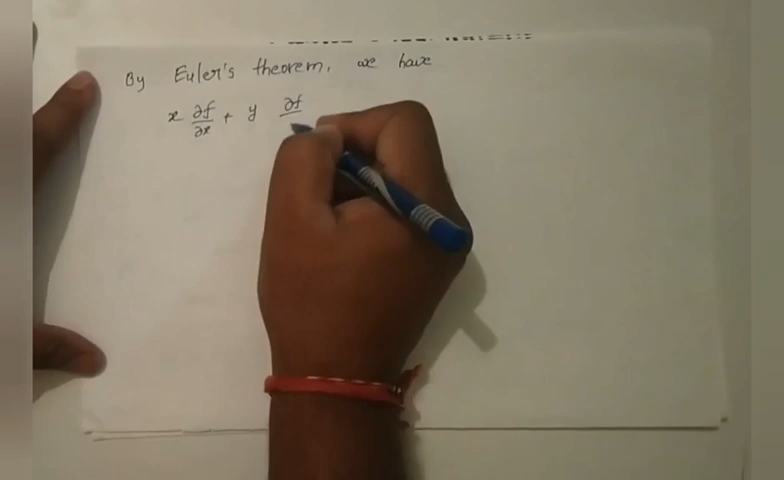 By Euler's theorem, we have
x ∂f/∂x + y ∂f/